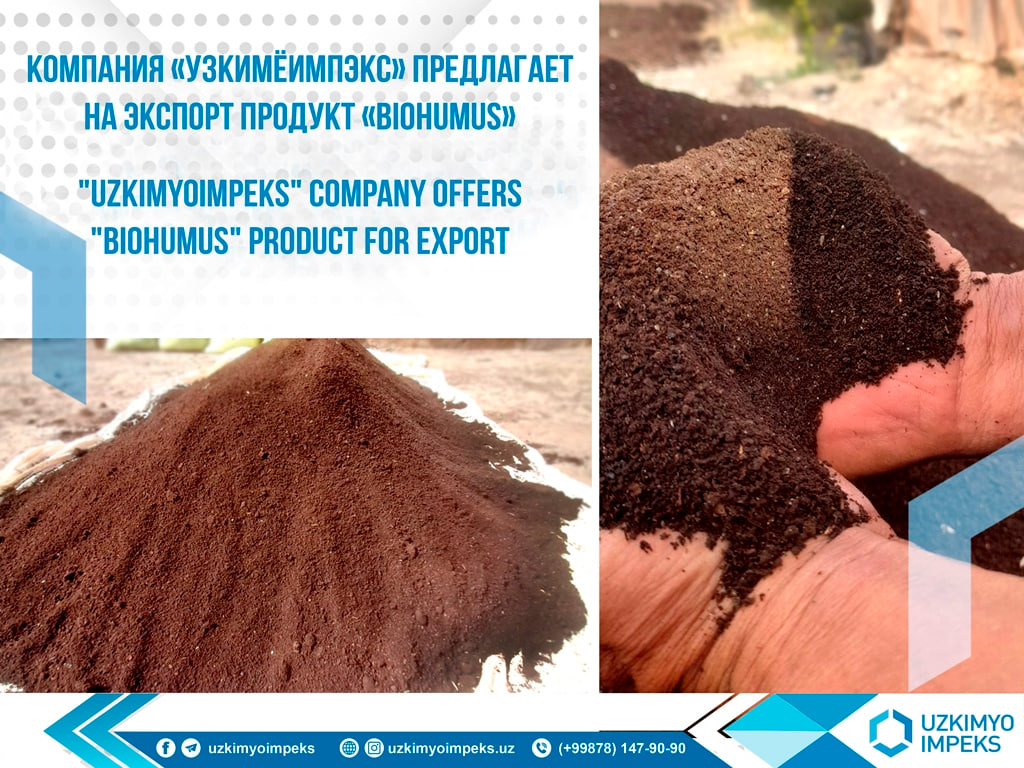 КОМПАНИЯ «УЗКИМЁИМПЭКС» ПРЕДЛАГАЕТ
НА ЭКСПОРТ ПРОДУКТ «BIOHUMUS»
"UZKIMYOIMPEKS" COMPANY OFFERS
"BIOHUMUS" PRODUCT FOR EXPORT
uzkimyoimpeks uzkimyoimpeks.uz (+99878) 147-90-90
UZKIMYO
IMPEKS